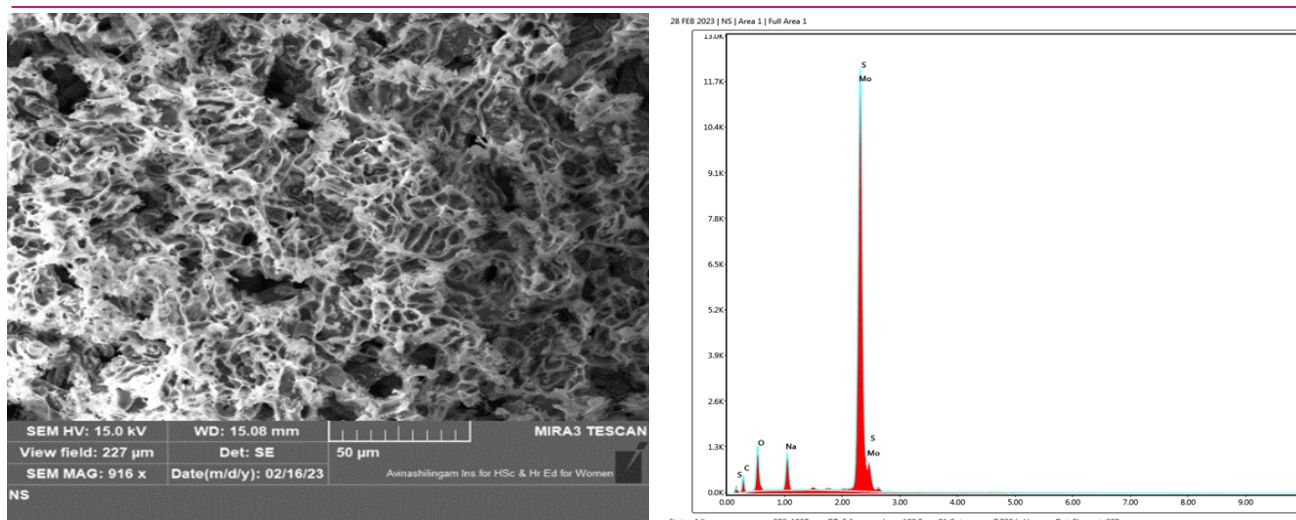 SEM HV: 15.0 kV
WD: 15.08 mm
MIRA3 TESCAN
View field: 227 µm
Det: SE
50 µm
SEM MAG: 916 x
Date(m/d/y): 02/16/23
Avinashilingam Ins.for HSc & Hr Ed for Women
NS
28 FEB 2023 | NS | Area 1 | Full Area 1
13.0K
11.7K
10.4K
9.1K
7.8K
6.5K
5.2K
3.9K
2.6K
1.3K
0.0K
S
Mo
S
C
O
Na
S
Mo
0.00 1.00 2.00 3.00 4.00 5.00 6.00 7.00 8.00 9.00